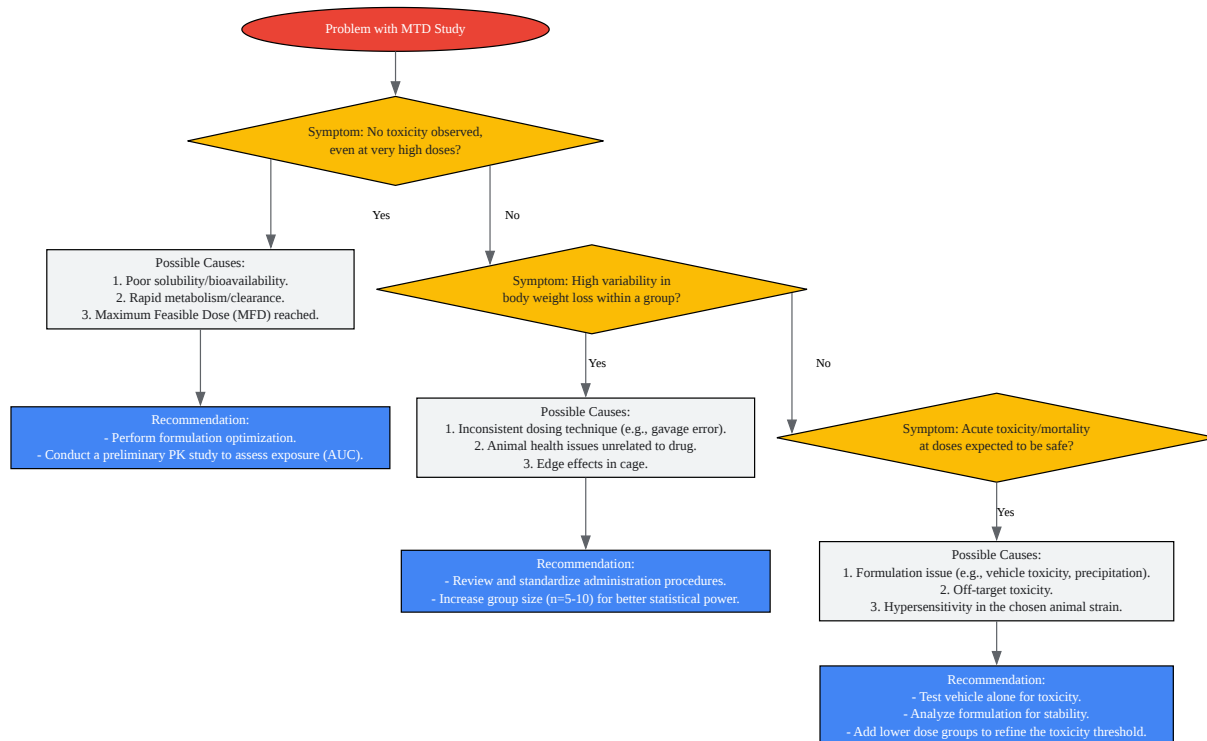 Problem with MTD Study
Symptom: No toxicity observed,
even at very high doses?
Yes
No
Possible Causes:
1. Poor solubility/bioavailability.
2. Rapid metabolism/clearance.
3. Maximum Feasible Dose (MFD) reached.
Symptom: High variability in
body weight loss within a group?
Yes
No
Recommendation:
- Perform formulation optimization.
- Conduct a preliminary PK study to assess exposure (AUC).
Possible Causes:
1. Inconsistent dosing technique (e.g., gavage error).
2. Animal health issues unrelated to drug.
3. Edge effects in cage.
Symptom: Acute toxicity/mortality
at doses expected to be safe?
Yes
Recommendation:
- Review and standardize administration procedures.
- Increase group size (n=5-10) for better statistical power.
Possible Causes:
1. Formulation issue (e.g., vehicle toxicity, precipitation).
2. Off-target toxicity.
3. Hypersensitivity in the chosen animal strain.
Recommendation:
- Test vehicle alone for toxicity.
- Analyze formulation for stability.
- Add lower dose groups to refine the toxicity threshold.